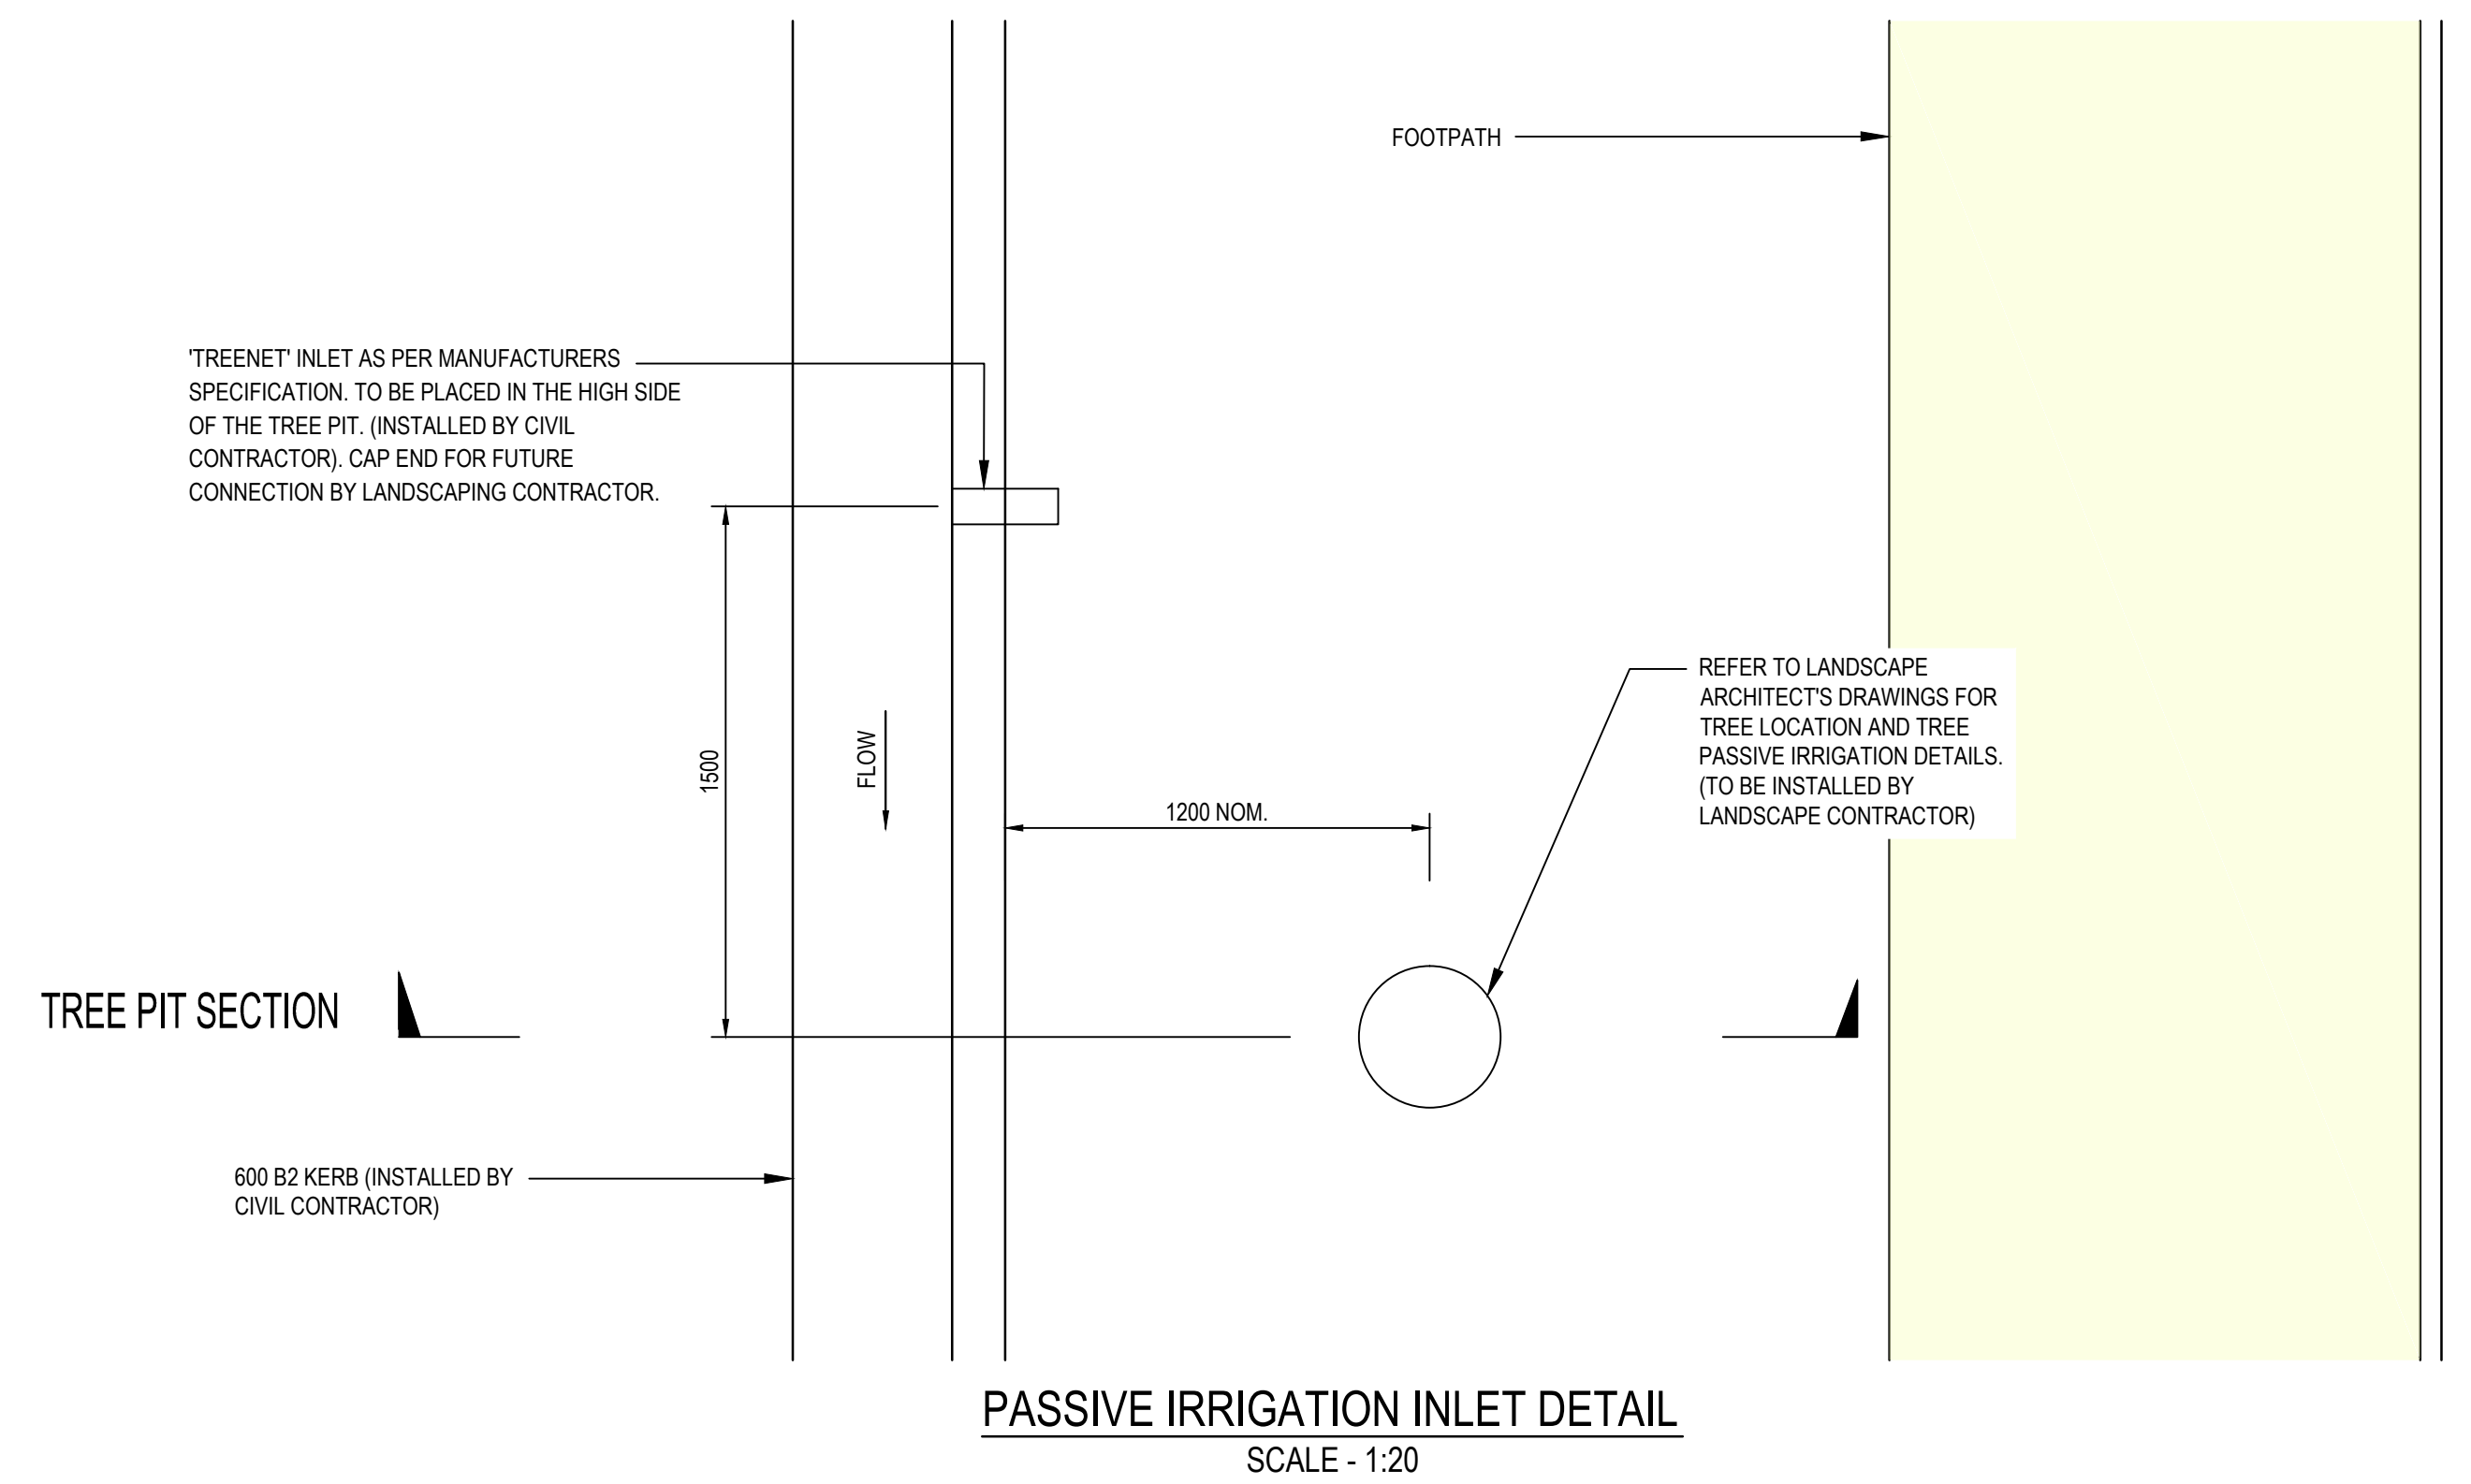 FOOTPATH
'TREENET' INLET AS PER MANUFACTURERS
SPECIFICATION. TO BE PLACED IN THE HIGH SIDE
OF THE TREE PIT. (INSTALLED BY CIVIL
CONTRACTOR). CAP END FOR FUTURE
CONNECTION BY LANDSCAPING CONTRACTOR.
REFER TO LANDSCAPE
ARCHITECT'S DRAWINGS FOR
TREE LOCATION AND TREE
PASSIVE IRRIGATION DETAILS.
(TO BE INSTALLED BY
LANDSCAPE CONTRACTOR)
1500
FLOW
1200 NOM.
TREE PIT SECTION
600 B2 KERB (INSTALLED BY
CIVIL CONTRACTOR)
PASSIVE IRRIGATION INLET DETAIL
SCALE - 1:20